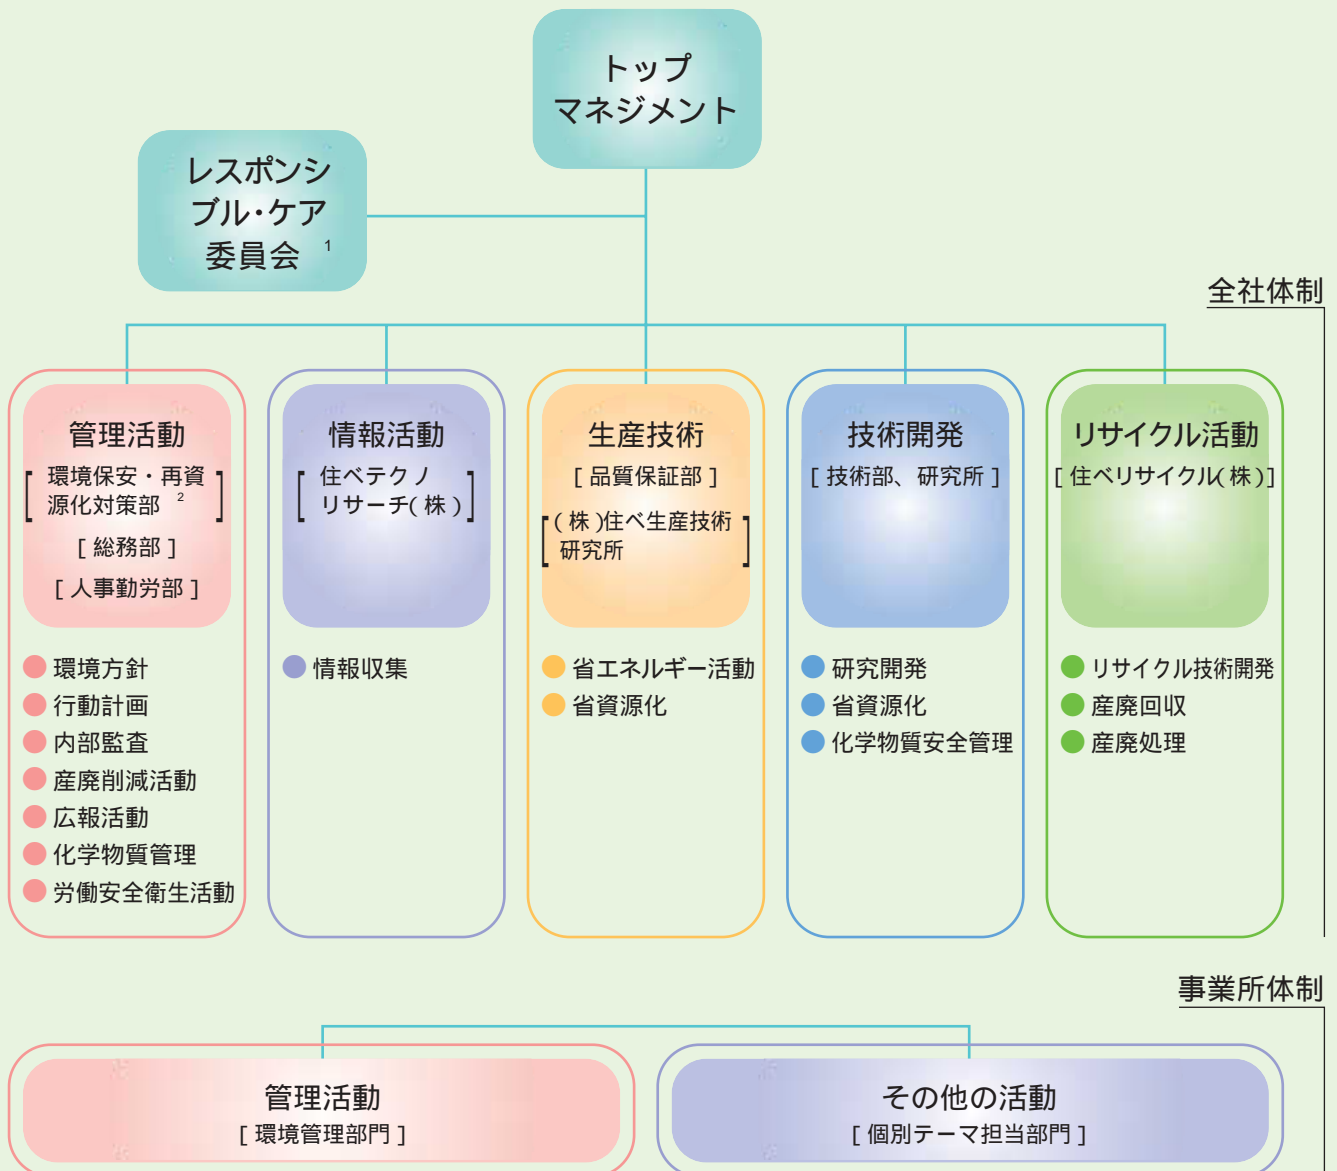 トップ
マネジメント
レスポンシ
ブル・ケア
委員会 1
全社体制
管理活動
[ 環境保安・再資
源化対策部 2 ]
[ 総務部 ]
[ 人事勤労部 ]
環境方針
行動計画
内部監査
産廃削減活動
広報活動
化学物質管理
労働安全衛生活動
情報活動
[ 住ベテクノ
リサーチ(株) ]
情報収集
生産技術
[ 品質保証部 ]
[ (株)住べ生産技術
研究所 ]
省エネルギー活動
省資源化
技術開発
[ 技術部、研究所 ]
研究開発
省資源化
化学物質安全管理
リサイクル活動
[ 住ベリサイクル(株)]
リサイクル技術開発
産廃回収
産廃処理
事業所体制
管理活動
[ 環境管理部門 ]
その他の活動
[ 個別テーマ担当部門 ]